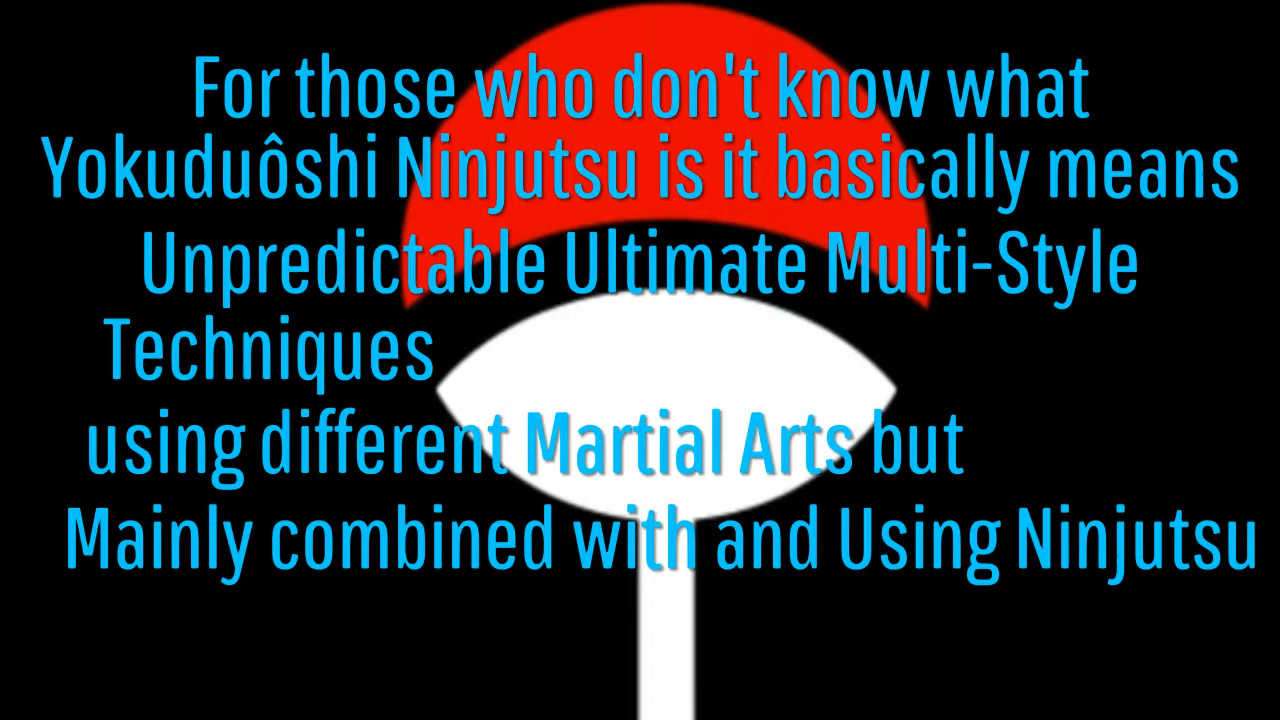 For those who don't know what
Yokuduôshi Ninjutsu is it basically means
Unpredictable Ultimate Multi-Style
Techniques
using different Martial Arts but
Mainly combined with and Using Ninjutsu